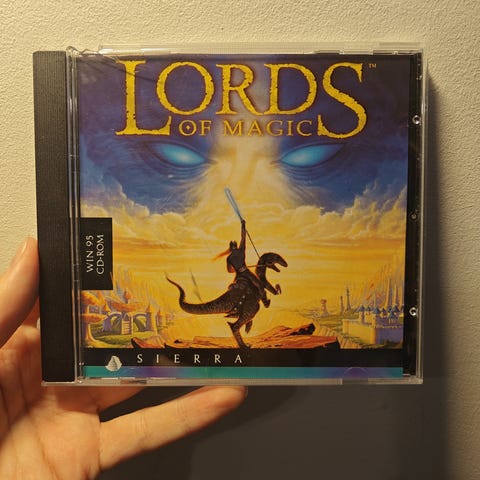 LORDS™
OF MAGIC
WIN 95
CD-ROM
SIERRA